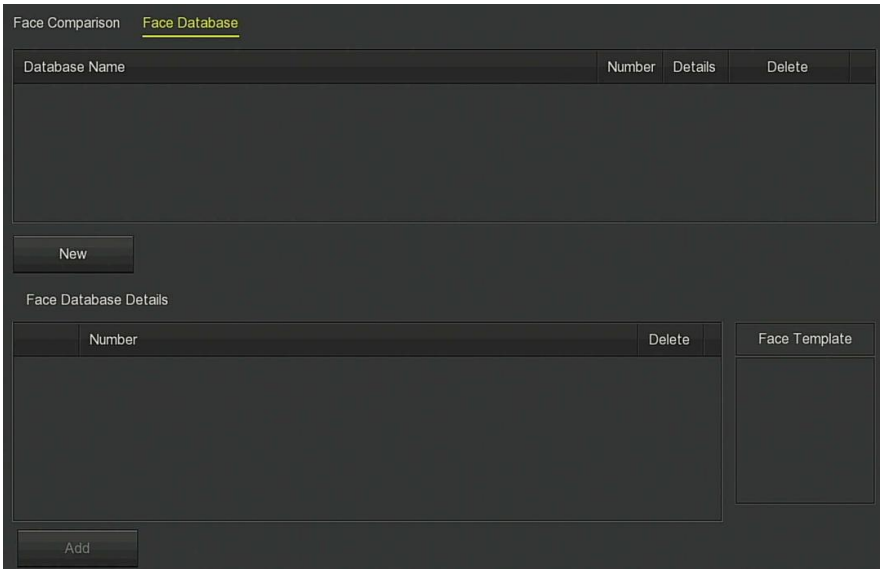 Face Comparison Face Database
Database Name Number Details Delete
New
Face Database Details
Number Delete Face Template
Add